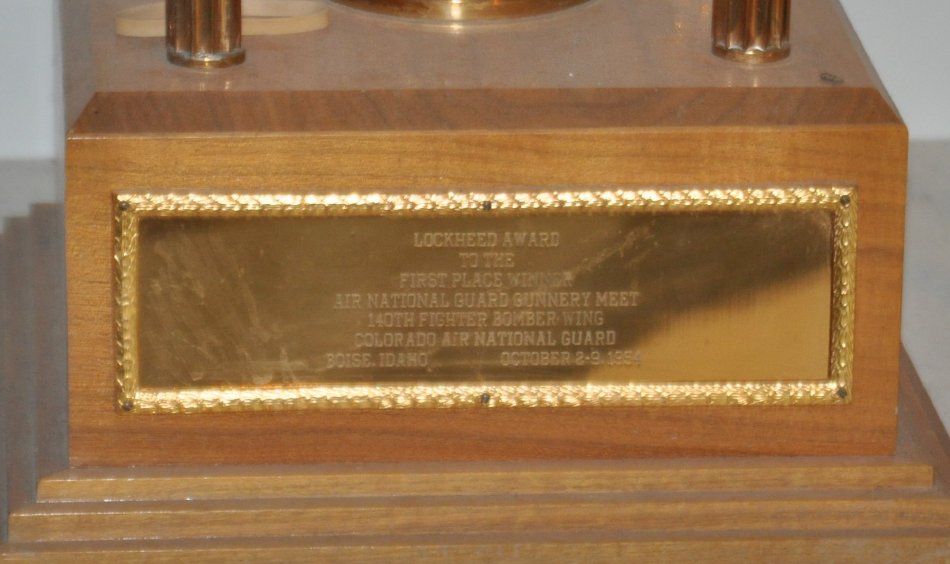 LOCKHEED AWARD
TO THE
FIRST PLACE WINNER
AIR NATIONAL GUARD GUNNERY MEET
140TH FIGHTER BOMBER WING
COLORADO AIR NATIONAL GUARD
BOISE, IDAHO OCTOBER 2-9, 1954